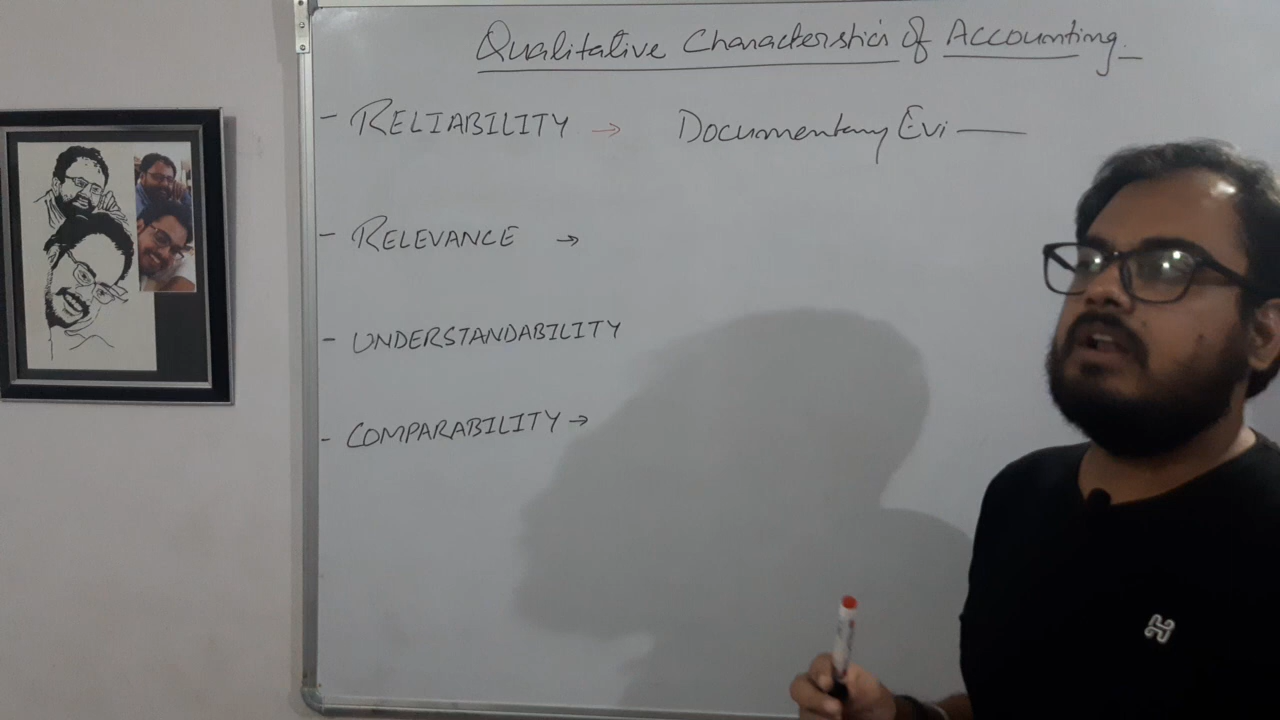 Qualitative Characteristics of Accounting.
- RELIABILITY → Documentary Evi
- RELEVANCE →
- UNDERSTANDABILITY
- COMPARABILITY →